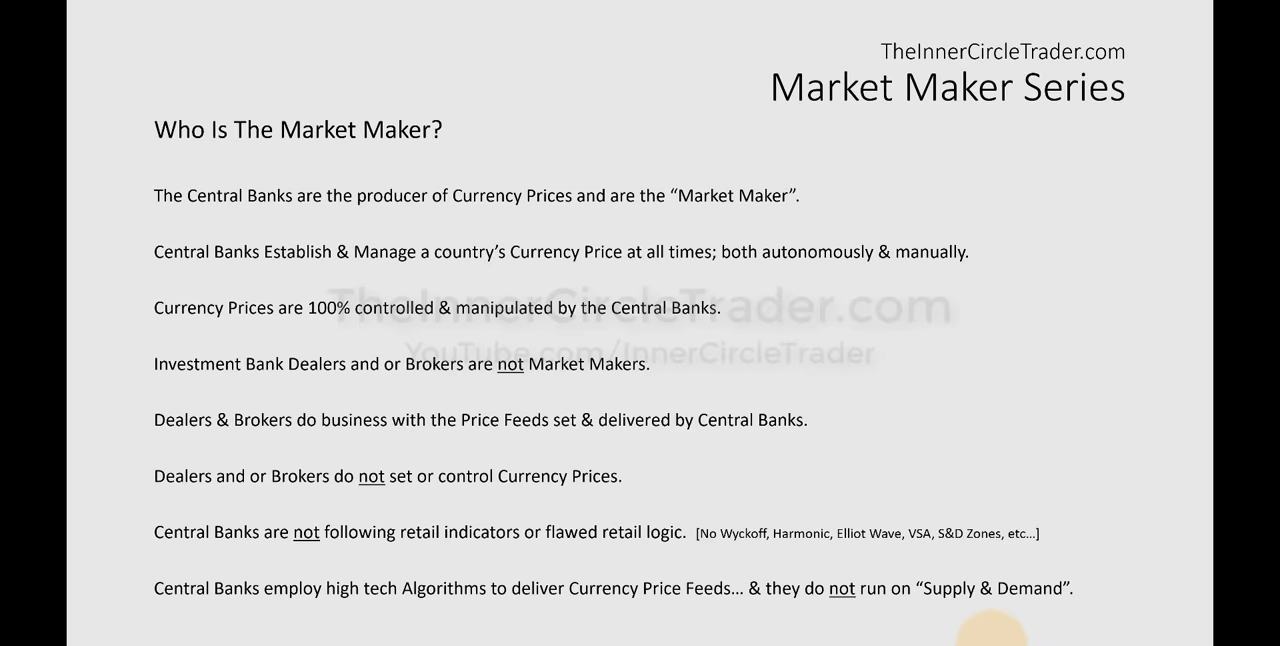 TheInnerCircleTrader.com
Market Maker Series
Who Is The Market Maker?
The Central Banks are the producer of Currency Prices and are the “Market Maker”.
Central Banks Establish & Manage a country’s Currency Price at all times; both autonomously & manually.
TheInnerCircleTrader.com
Currency Prices are 100% controlled & manipulated by the Central Banks.
YouTube.com/InnerCircleTrader
Investment Bank Dealers and or Brokers are not Market Makers.
Dealers & Brokers do business with the Price Feeds set & delivered by Central Banks.
Dealers and or Brokers do not set or control Currency Prices.
Central Banks are not following retail indicators or flawed retail logic. [No Wyckoff, Harmonic, Elliot Wave, VSA, S&D Zones, etc…]
Central Banks employ high tech Algorithms to deliver Currency Price Feeds… & they do not run on “Supply & Demand”.